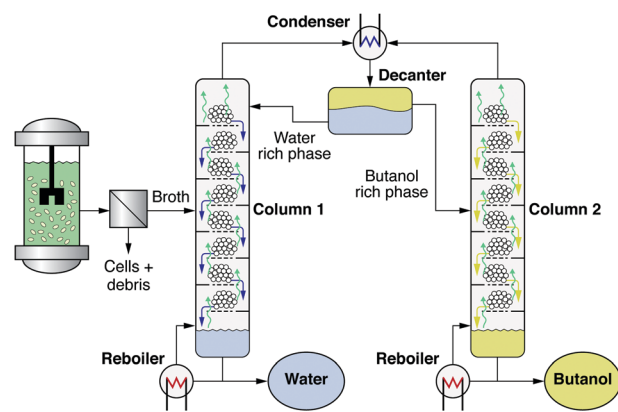 Condenser
Decanter
Water
rich phase
Butanol
rich phase
Broth
Column 1
Column 2
Cells +
debris
Reboiler
Water
Reboiler
Butanol